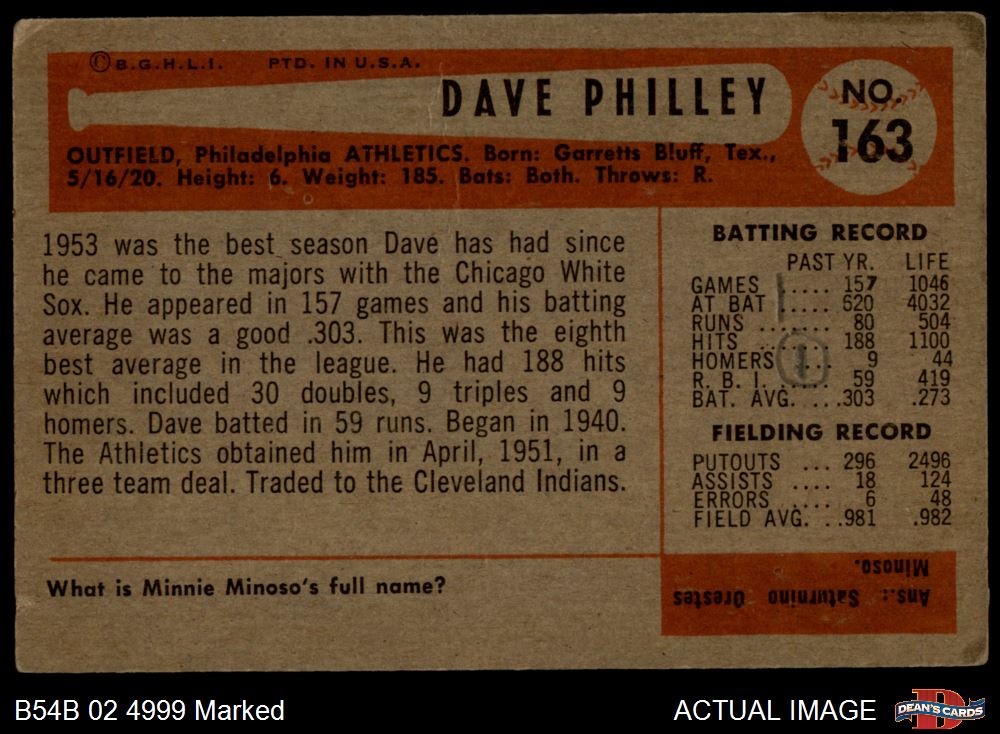 © B.G.H.L.I. PTD. IN U.S.A.
DAVE PHILLEY
NO.
163
OUTFIELD, Philadelphia ATHLETICS. Born: Garretts Bluff, Tex.,
5/16/20. Height: 6. Weight: 185. Bats: Both. Throws: R.
1953 was the best season Dave has had since
he came to the majors with the Chicago White
Sox. He appeared in 157 games and his batting
average was a good .303. This was the eighth
best average in the league. He had 188 hits
which included 30 doubles, 9 triples and 9
homers. Dave batted in 59 runs. Began in 1940.
The Athletics obtained him in April, 1951, in a
three team deal. Traded to the Cleveland Indians.
BATTING RECORD
PAST YR. LIFE
GAMES ..... 157 1046
AT BAT ..... 620 4032
RUNS ....... 80 504
HITS ....... 188 1100
HOMERS .... 9 44
R. B. I. ..... 59 419
BAT. AVG. ...303 .273
FIELDING RECORD
PUTOUTS ... 296 2496
ASSISTS .... 18 124
ERRORS ..... 6 48
FIELD AVG. ..981 .982
What is Minnie Minoso's full name?
Ans.: Saturnino Orestes
Minoso.
B54B 02 4999 Marked
ACTUAL IMAGE
DEAN'S CARDS